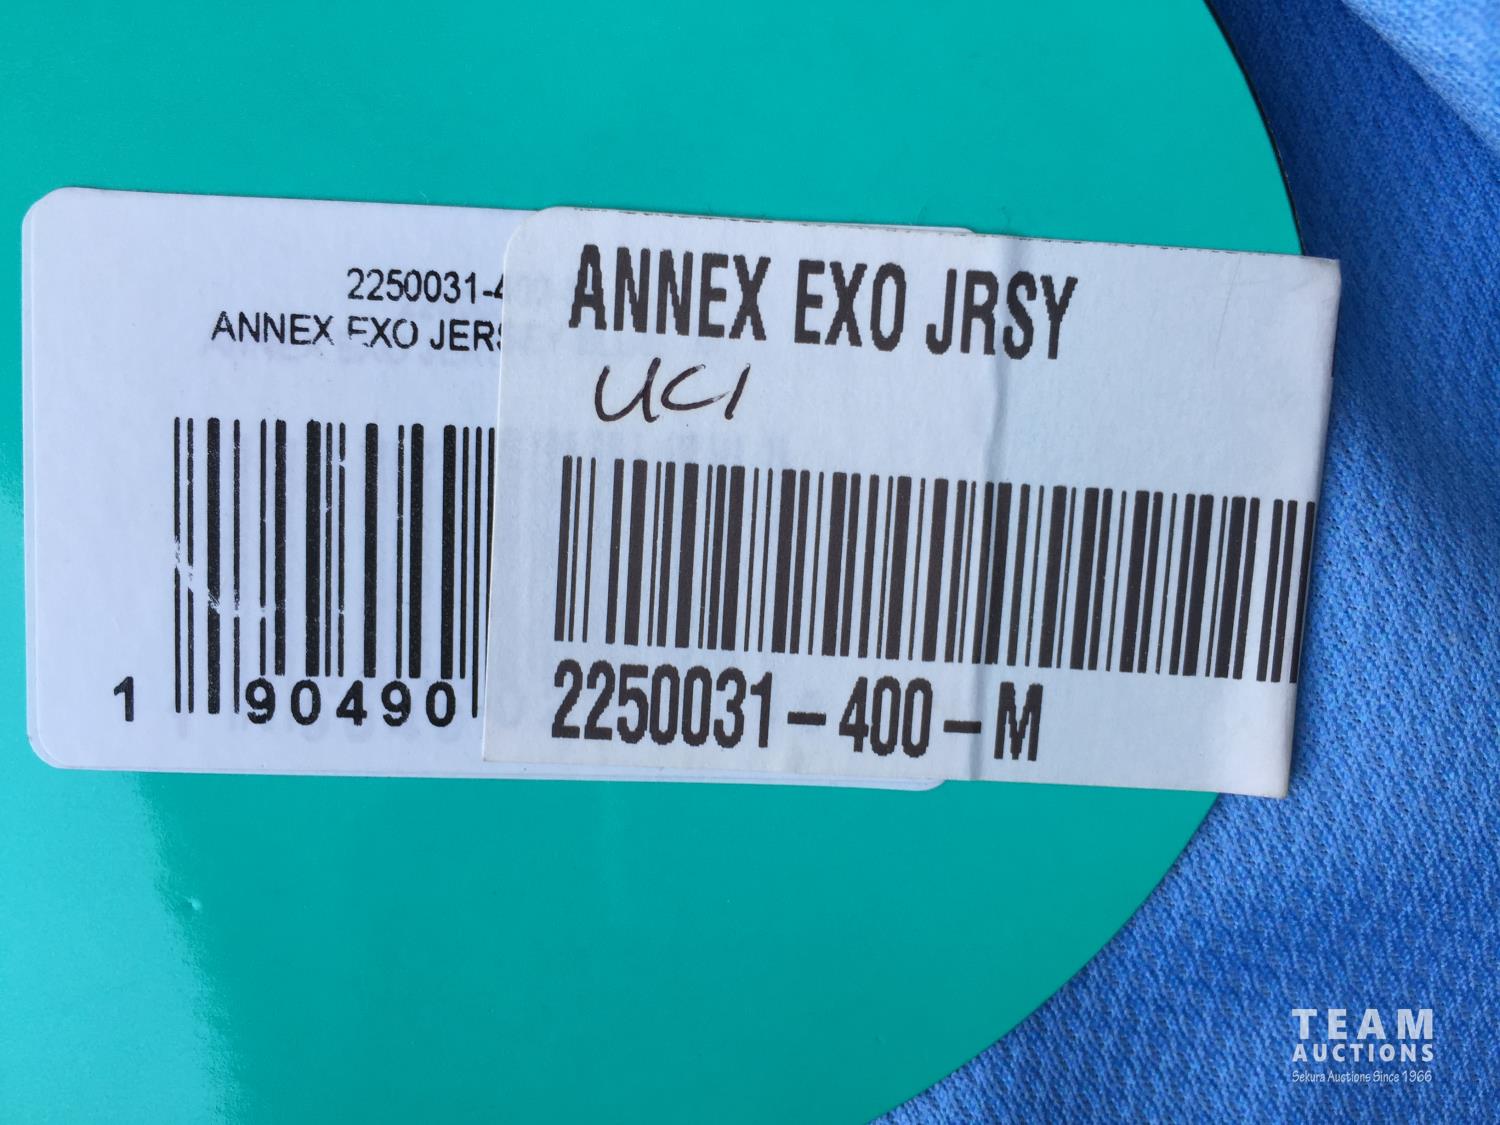 2250031-4
ANNEX EXO JERS
1 90490
ANNEX EXO JRSY
UCI
2250031-400-M
TEAM
AUCTIONS
Sekura Auctions Since 1966